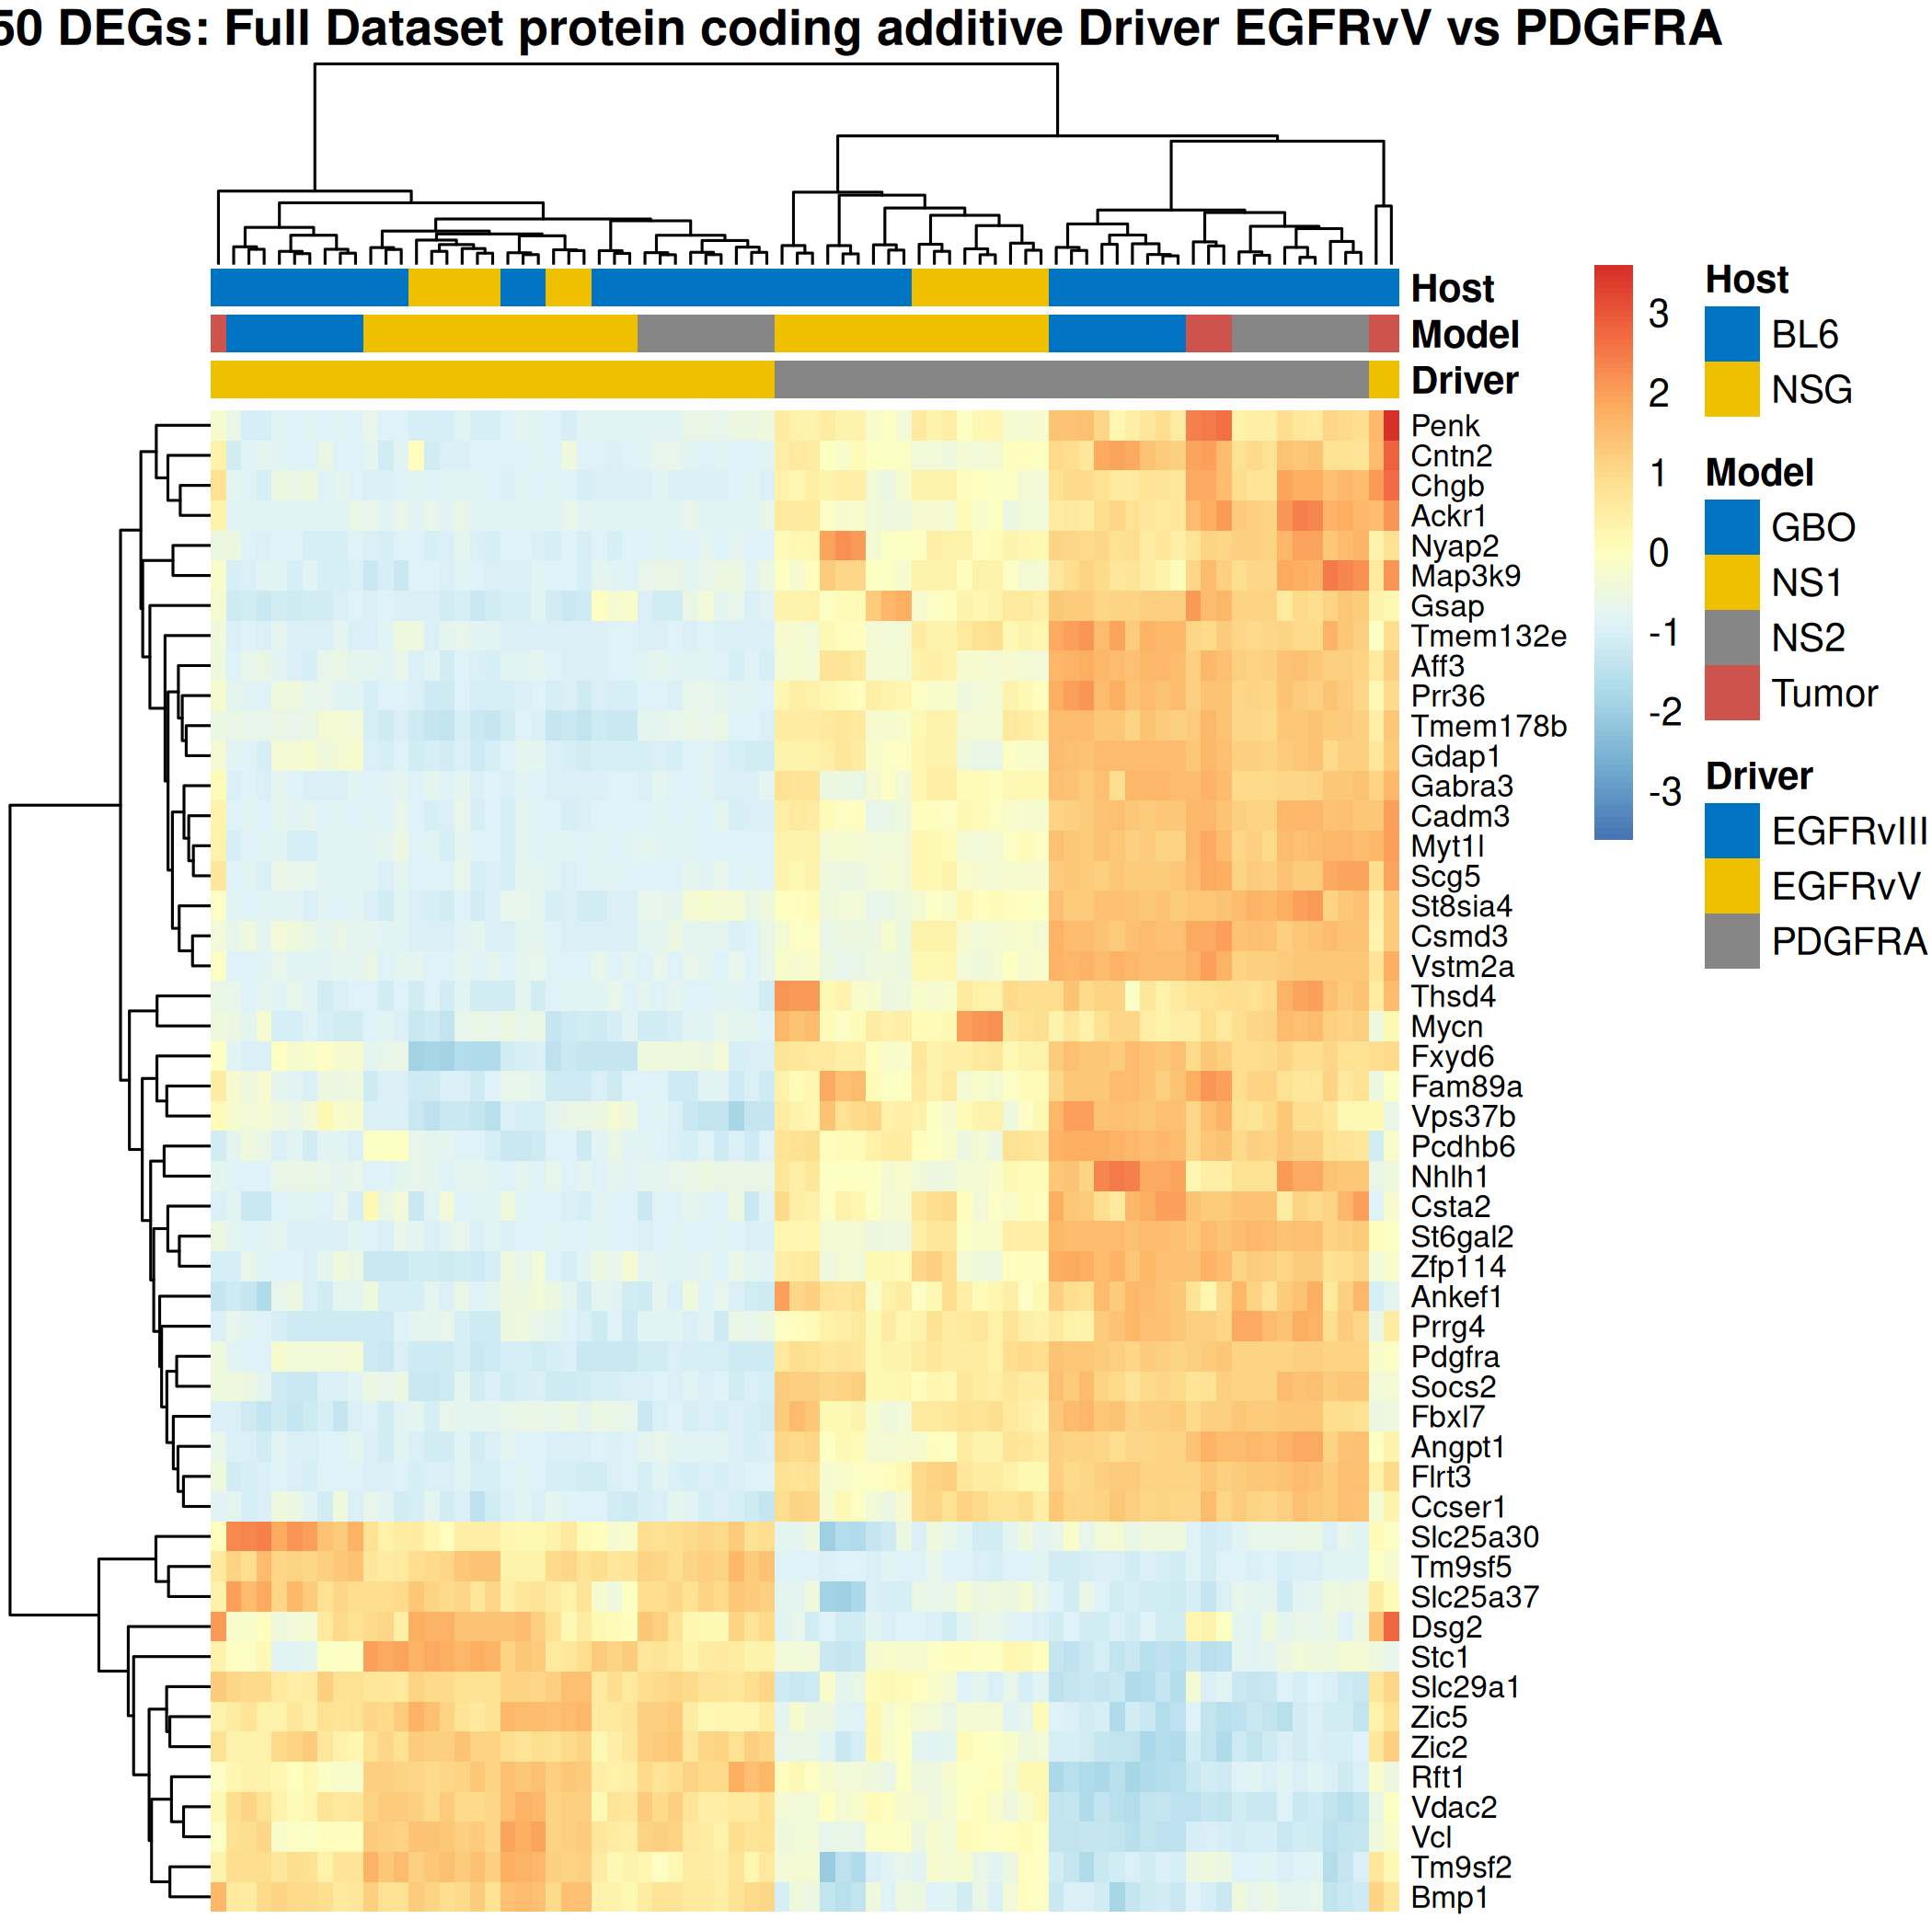 50 DEGs: Full Dataset protein coding additive Driver EGFRvV vs PDGFRA
Host
Model
Driver
Penk
Cntn2
Chgb
Ackr1
Nyap2
Map3k9
Gsap
Tmem132e
Aff3
Prr36
Tmem178b
Gdap1
Gabra3
Cadm3
Myt1l
Scg5
St8sia4
Csmd3
Vstm2a
Thsd4
Mycn
Fxyd6
Fam89a
Vps37b
Pcdhb6
Nhlh1
Csta2
St6gal2
Zfp114
Ankef1
Prrg4
Pdgfra
Socs2
Fbxl7
Angpt1
Flrt3
Ccser1
Slc25a30
Tm9sf5
Slc25a37
Dsg2
Stc1
Slc29a1
Zic5
Zic2
Rft1
Vdac2
Vcl
Tm9sf2
Bmp1
3
2
1
0
-1
-2
-3
Host
BL6
NSG
Model
GBO
NS1
NS2
Tumor
Driver
EGFRvIII
EGFRvV
PDGFRA